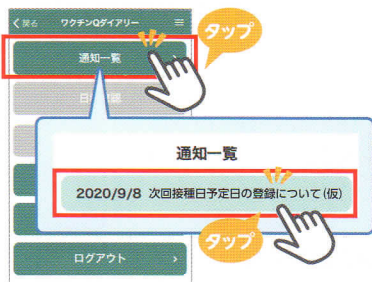 戻る ワクチンQダイアリー
タップ
通知一覧
通知一覧
2020/9/8 次回接種日予定日の登録について(仮)
タップ
ログアウト